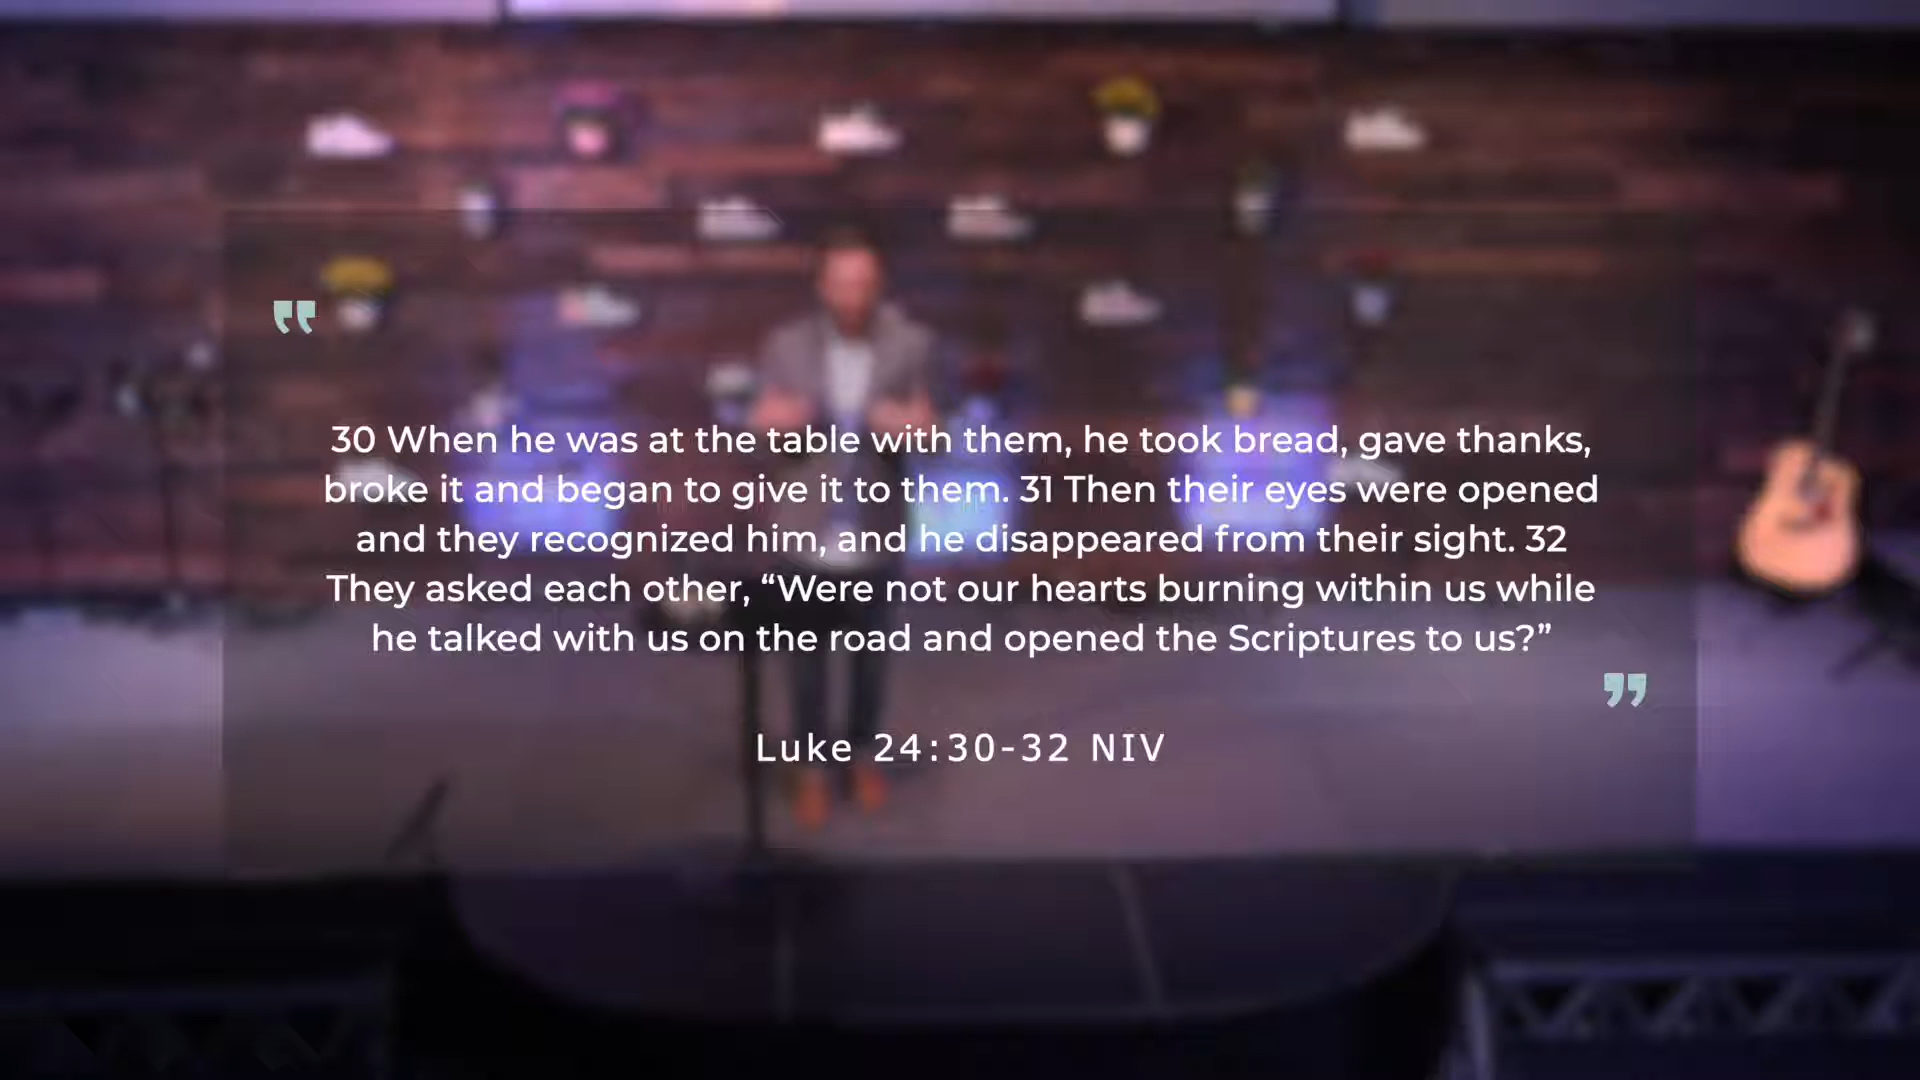 "
30 When he was at the table with them, he took bread, gave thanks,
broke it and began to give it to them. 31 Then their eyes were opened
and they recognized him, and he disappeared from their sight. 32
They asked each other, “Were not our hearts burning within us while
he talked with us on the road and opened the Scriptures to us?”
"
Luke 24:30-32 NIV